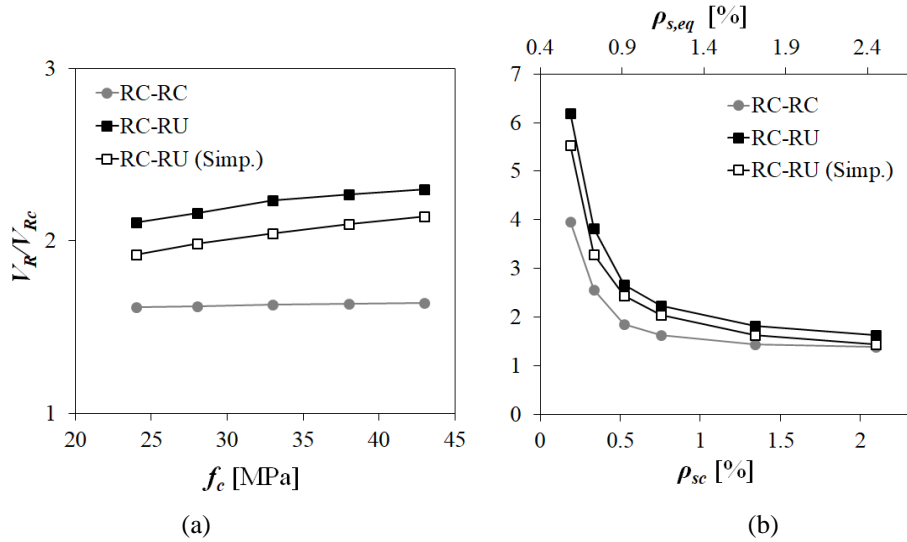 3
RC-RC
RC-RU
RC-RU (Simp.)
V_R/V_Rc
2
1
20 25 30 35 40 45
f_c [MPa]
(a)
ρ_s,eq [%]
0.4 0.9 1.4 1.9 2.4
7
6
5
4
3
2
1
0
RC-RC
RC-RU
RC-RU (Simp.)
0 0.5 1 1.5 2
ρ_sc [%]
(b)